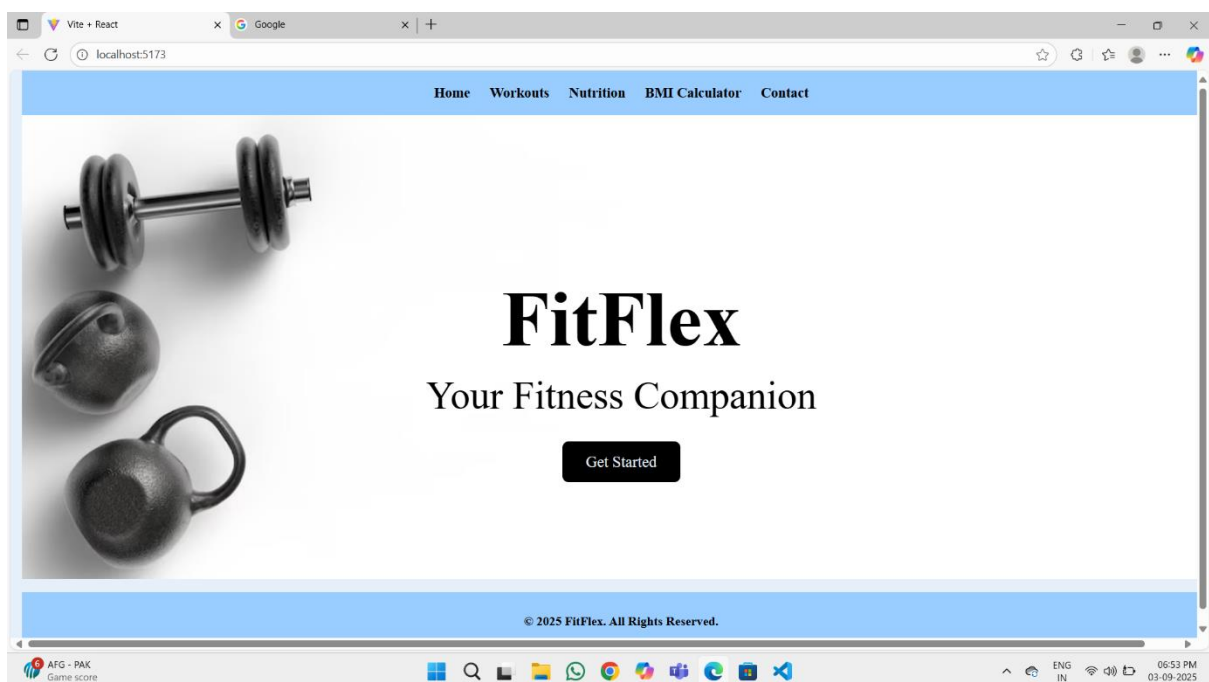 Vite + React
Google
localhost:5173
Home Workouts Nutrition BMI Calculator Contact
FitFlex
Your Fitness Companion
Get Started
© 2025 FitFlex. All Rights Reserved.
6
AFG - PAK
Game score
ENG
IN
06:53 PM
03-09-2025